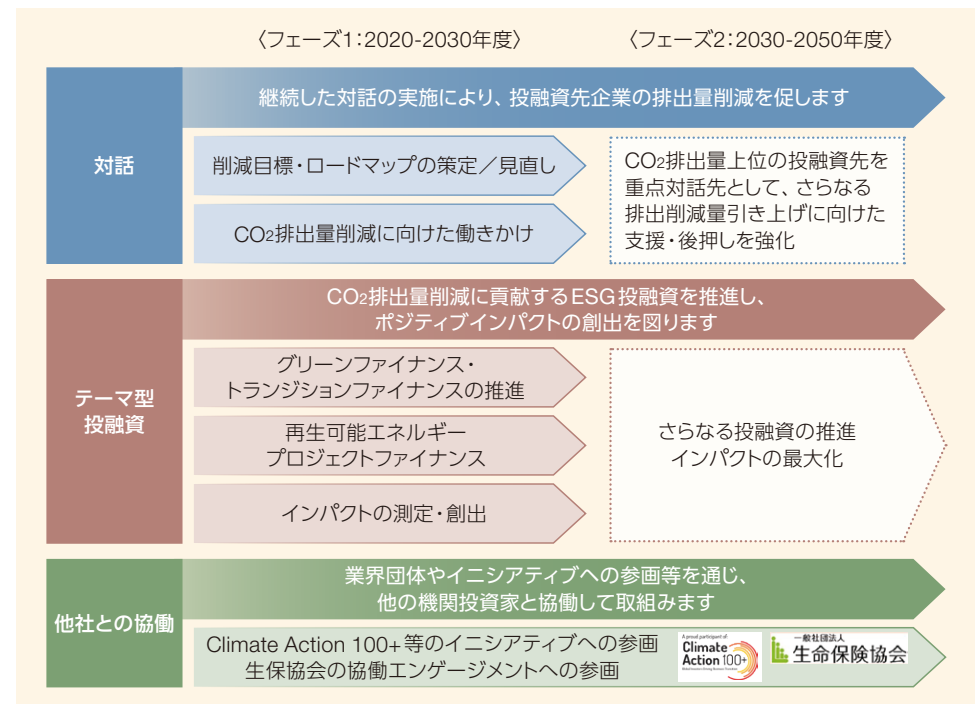 〈フェーズ1：2020-2030年度〉
〈フェーズ2：2030-2050年度〉
対話
継続した対話の実施により、投融資先企業の排出量削減を促します
削減目標・ロードマップの策定／見直し
CO2排出量削減に向けた働きかけ
CO2排出量上位の投融資先を
重点対話先として、さらなる
排出削減量引き上げに向けた
支援・後押しを強化
テーマ型
投融資
CO2排出量削減に貢献するESG投融資を推進し、
ポジティブインパクトの創出を図ります
グリーンファイナンス・
トランジションファイナンスの推進
再生可能エネルギー
プロジェクトファイナンス
インパクトの測定・創出
さらなる投融資の推進
インパクトの最大化
他社との協働
業界団体やイニシアティブへの参画等を通じ、
他の機関投資家と協働して取組みます
Climate Action 100+等のイニシアティブへの参画
生保協会の協働エンゲージメントへの参画
A proud participant of:
Climate
Action 100+
一般社団法人
生命保険協会